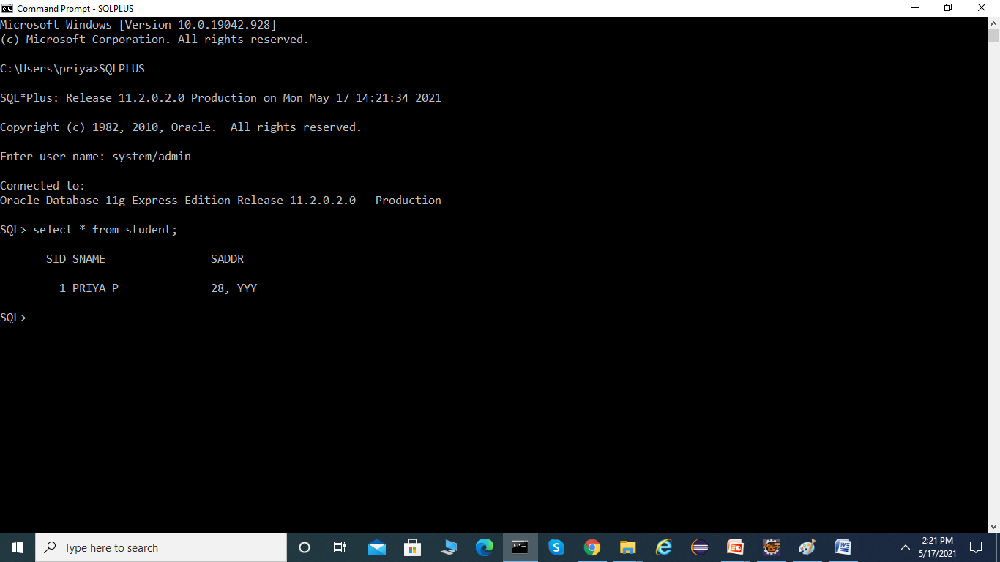 Command Prompt - SQLPLUS
Microsoft Windows [Version 10.0.19042.928]
(c) Microsoft Corporation. All rights reserved.
C:\Users\priya>SQLPLUS
SQL*Plus: Release 11.2.0.2.0 Production on Mon May 17 14:21:34 2021
Copyright (c) 1982, 2010, Oracle.  All rights reserved.
Enter user-name: system/admin
Connected to:
Oracle Database 11g Express Edition Release 11.2.0.2.0 - Production
SQL> select * from student;
       SID SNAME                SADDR
---------- -------------------- --------------------
         1 PRIYA P              28, YYY
SQL>
Type here to search
2:21 PM
5/17/2021